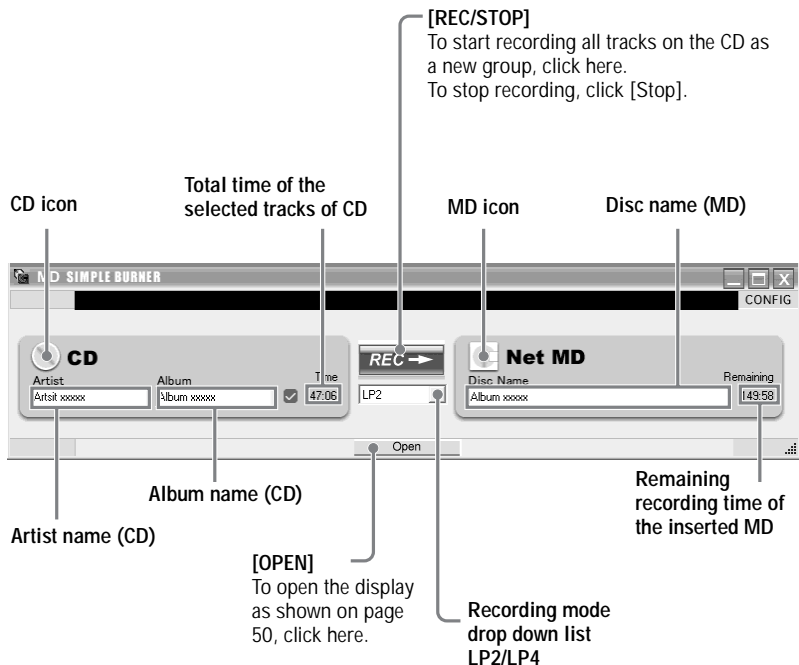 [REC/STOP]
To start recording all tracks on the CD as
a new group, click here.
To stop recording, click [Stop].
CD icon
Total time of the
selected tracks of CD
MD icon
Disc name (MD)
MD SIMPLE BURNER
CONFIG
CD
REC
Net MD
Artist
Album
Time
Disc Name
Remaining
Artsit xxxxx
Album xxxxx
47:06
LP2
Album xxxxx
149:58
Open
Album name (CD)
Artist name (CD)
Remaining
recording time of
the inserted MD
[OPEN]
To open the display
as shown on page
50, click here.
Recording mode
drop down list
LP2/LP4